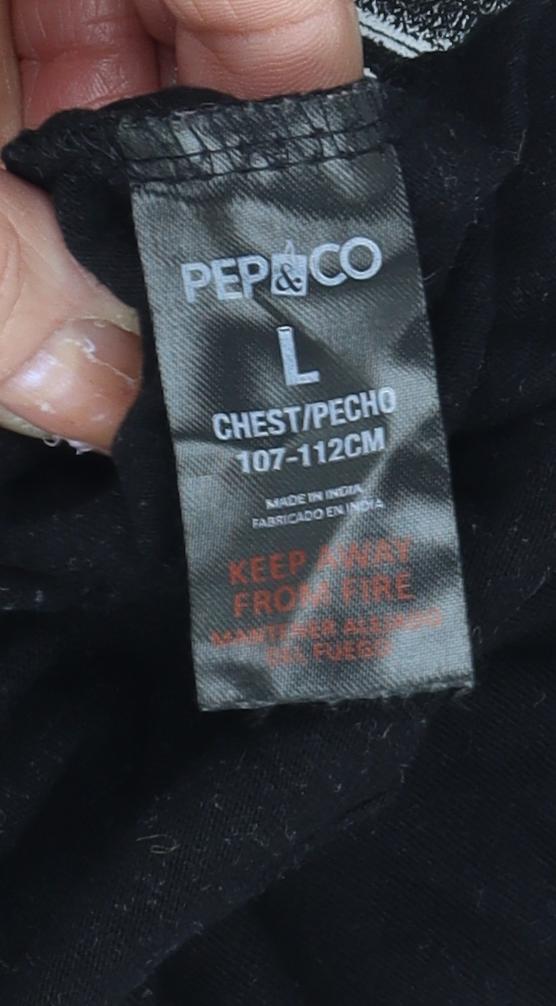 PEP&CO
L
CHEST/PECHO
107-112CM
MADE IN INDIA
FABRICADO EN INDIA
KEEP AWAY
FROM FIRE
MANTENER ALEJADO
DEL FUEGO